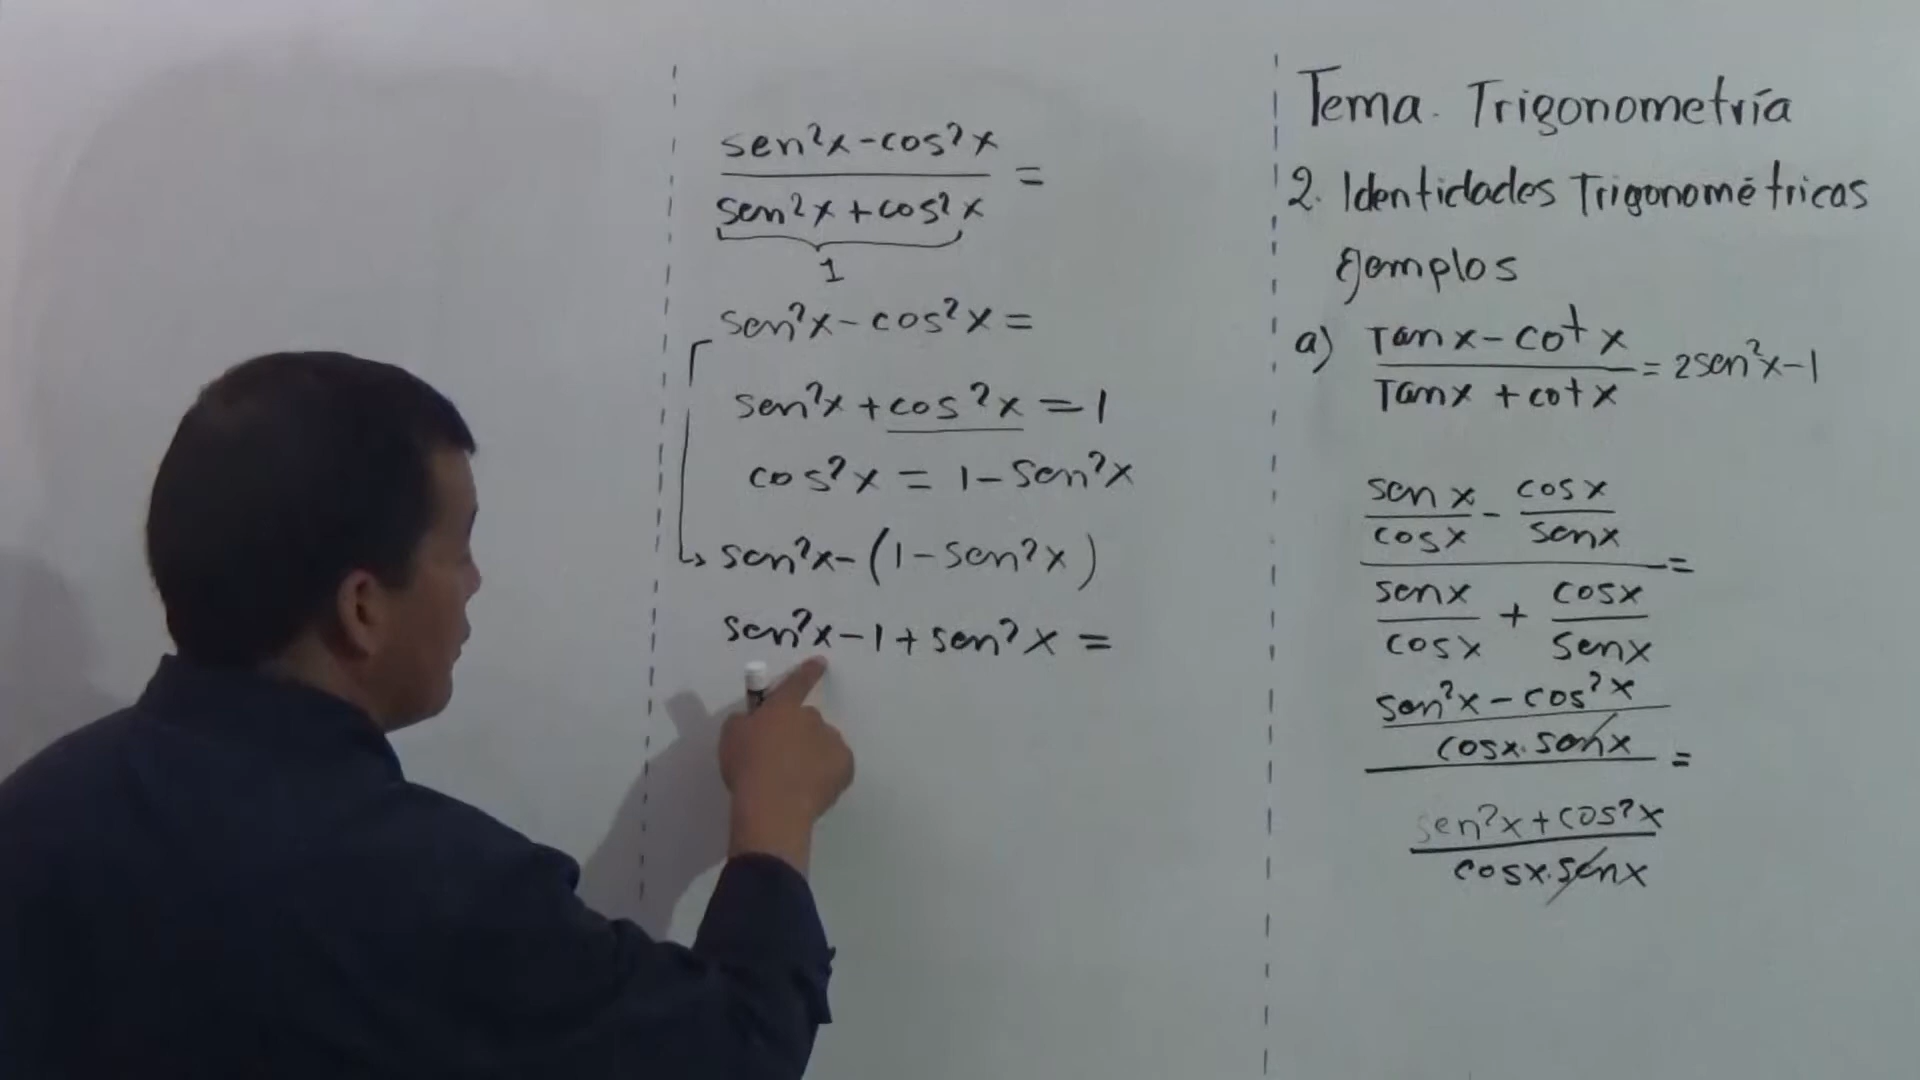 Tema. Trigonometría
2. Identidades Trigonométricas
Ejemplos
a) Tanx - cot x / Tanx + cotx = 2sen²x - 1
senx/cosx - cosx/senx
=
senx/cosx + cosx/senx
sen²x - cos²x
cosx.senx
=
sen²x + cos²x
cosx.senx
sen²x - cos²x
=
sen²x + cos²x
1
sen²x - cos²x =
sen²x + cos²x = 1
cos²x = 1 - sen²x
sen²x - (1 - sen²x)
sen²x - 1 + sen²x =